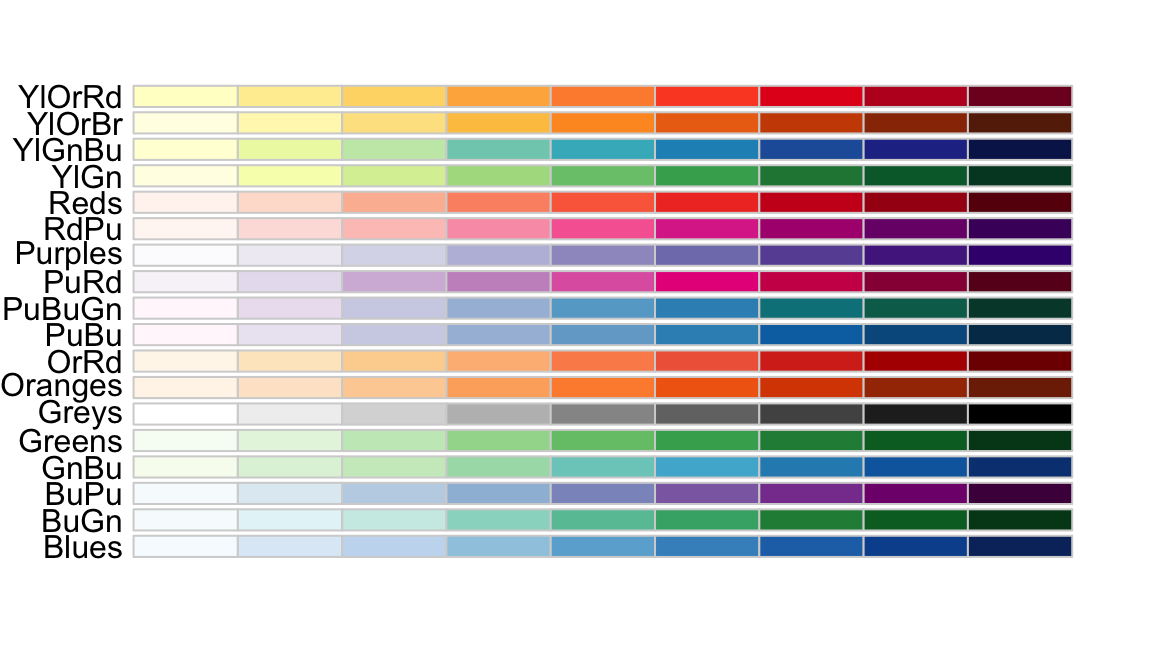 YlOrRd
YlOrBr
YlGnBu
YlGn
Reds
RdPu
Purples
PuRd
PuBuGn
PuBu
OrRd
Oranges
Greys
Greens
GnBu
BuPu
BuGn
Blues